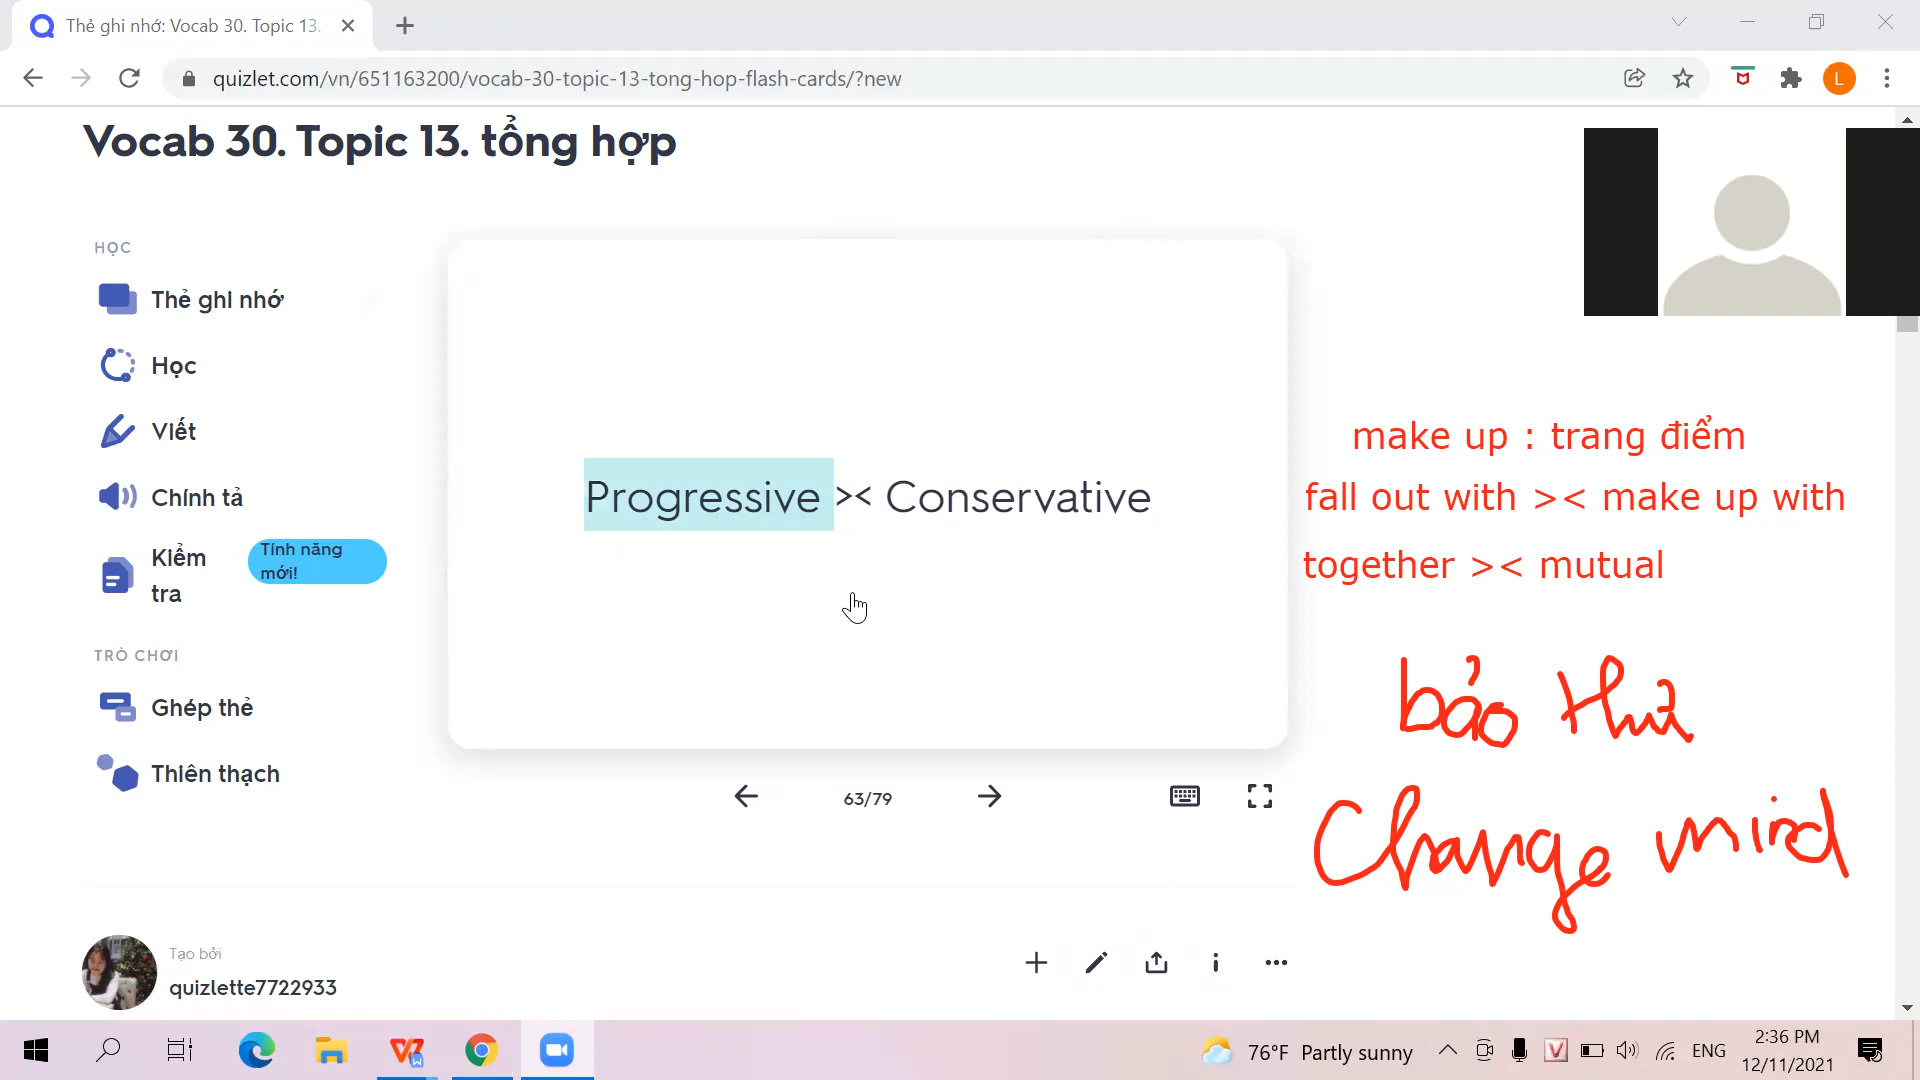 Thẻ ghi nhớ: Vocab 30. Topic 13.
quizlet.com/vn/651163200/vocab-30-topic-13-tong-hop-flash-cards/?new
L
Vocab 30. Topic 13. tổng hợp
HỌC
Thẻ ghi nhớ
Học
Viết
Chính tả
Kiểm tra
Tính năng mới!
TRÒ CHƠI
Ghép thẻ
Thiên thạch
Progressive >< Conservative
63/79
make up : trang điểm
fall out with >< make up with
together >< mutual
bảo thủ
Change mind
Tạo bởi
quizlette7722933
76°F Partly sunny
ENG
2:36 PM
12/11/2021